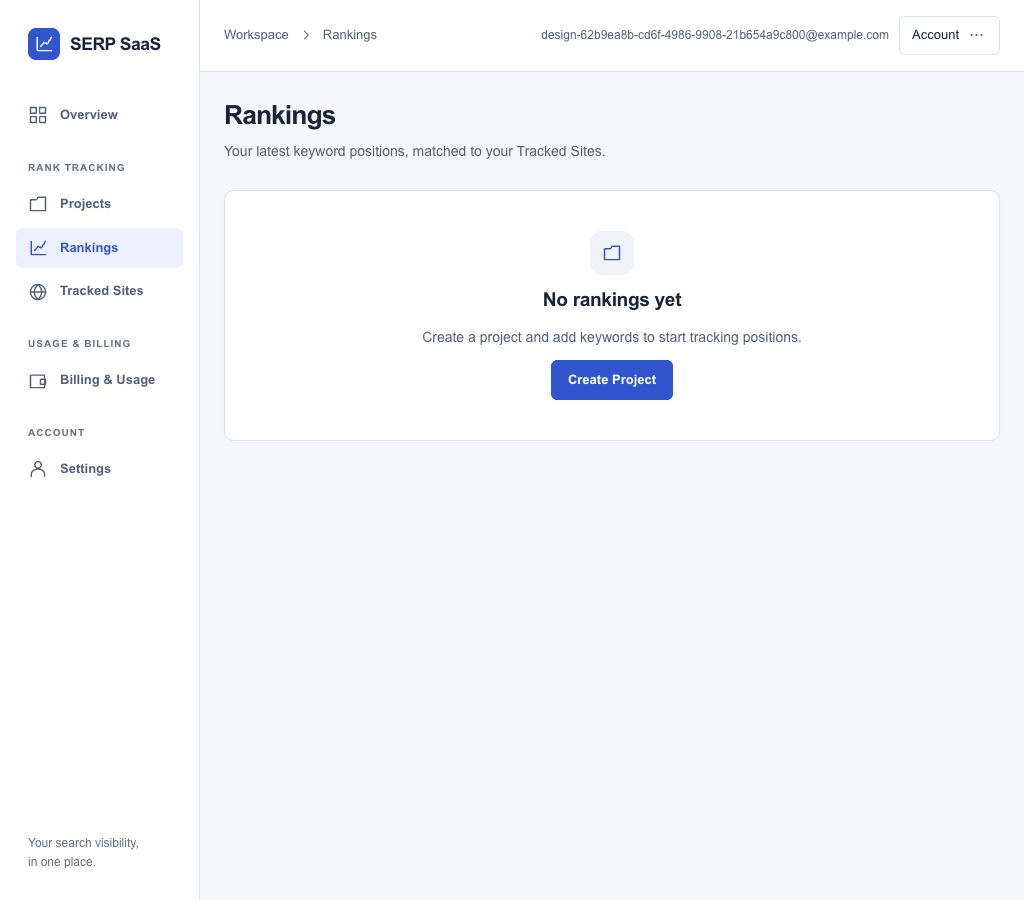 SERP SaaS
Overview
RANK TRACKING
Projects
Rankings
Tracked Sites
USAGE & BILLING
Billing & Usage
ACCOUNT
Settings
Your search visibility,
in one place.
Workspace > Rankings
design-62b9ea8b-cd6f-4986-9908-21b654a9c800@example.com
Account ···
Rankings
Your latest keyword positions, matched to your Tracked Sites.
No rankings yet
Create a project and add keywords to start tracking positions.
Create Project